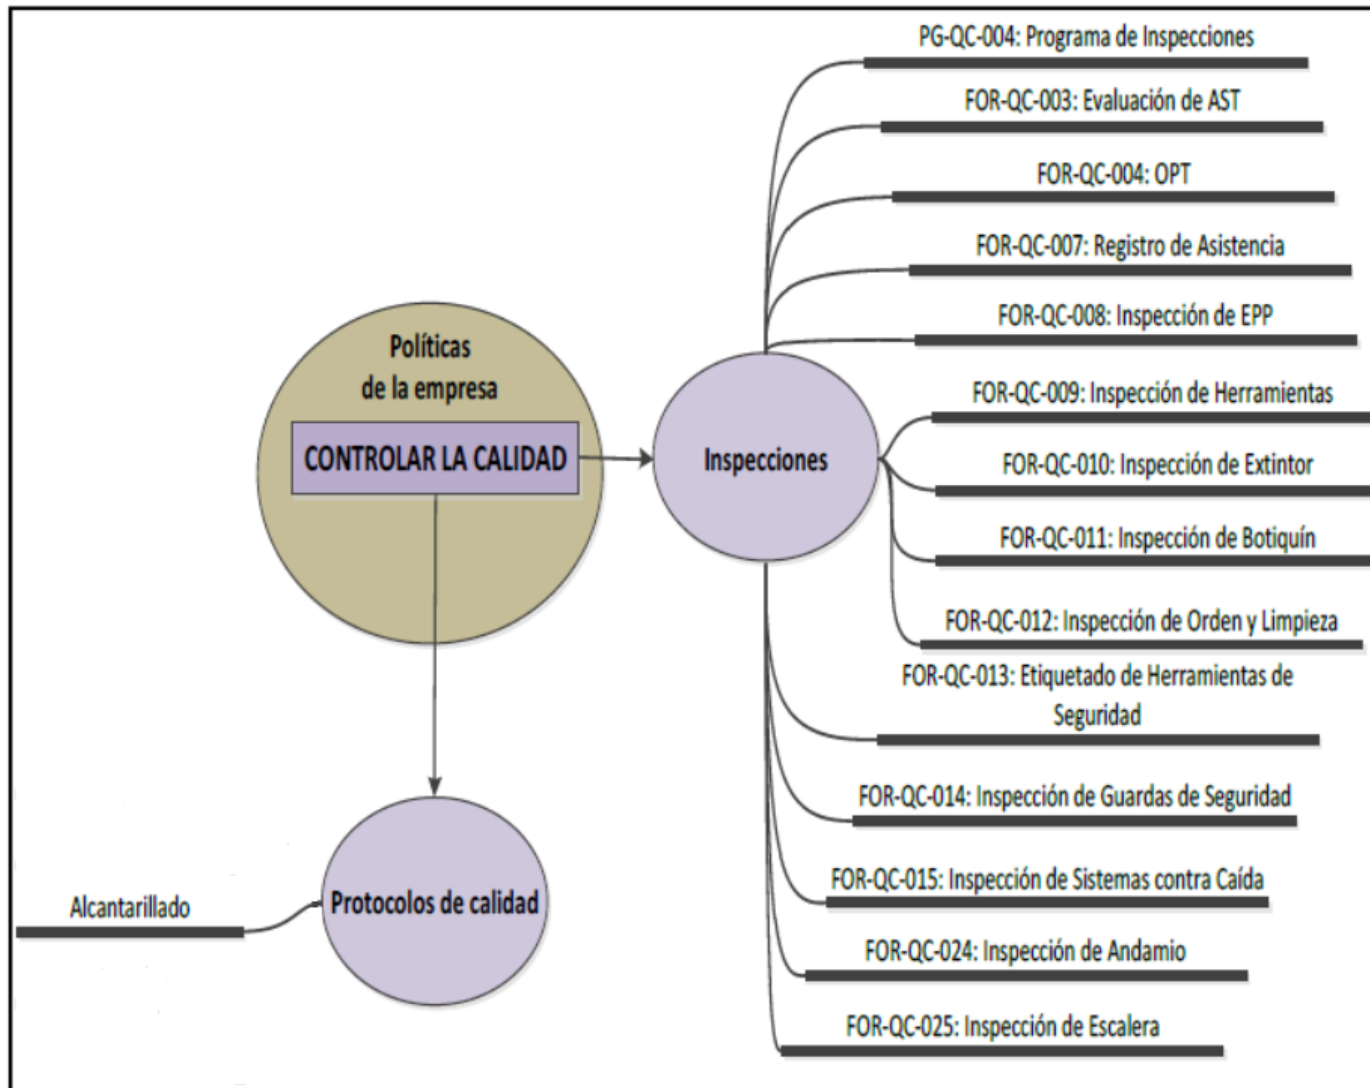 PG-QC-004: Programa de Inspecciones
FOR-QC-003: Evaluación de AST
FOR-QC-004: OPT
FOR-QC-007: Registro de Asistencia
FOR-QC-008: Inspección de EPP
Políticas
de la empresa
CONTROLAR LA CALIDAD
Inspecciones
FOR-QC-009: Inspección de Herramientas
FOR-QC-010: Inspección de Extintor
FOR-QC-011: Inspección de Botiquín
FOR-QC-012: Inspección de Orden y Limpieza
FOR-QC-013: Etiquetado de Herramientas de
Seguridad
FOR-QC-014: Inspección de Guardas de Seguridad
FOR-QC-015: Inspección de Sistemas contra Caída
FOR-QC-024: Inspección de Andamio
FOR-QC-025: Inspección de Escalera
Protocolos de calidad
Alcantarillado